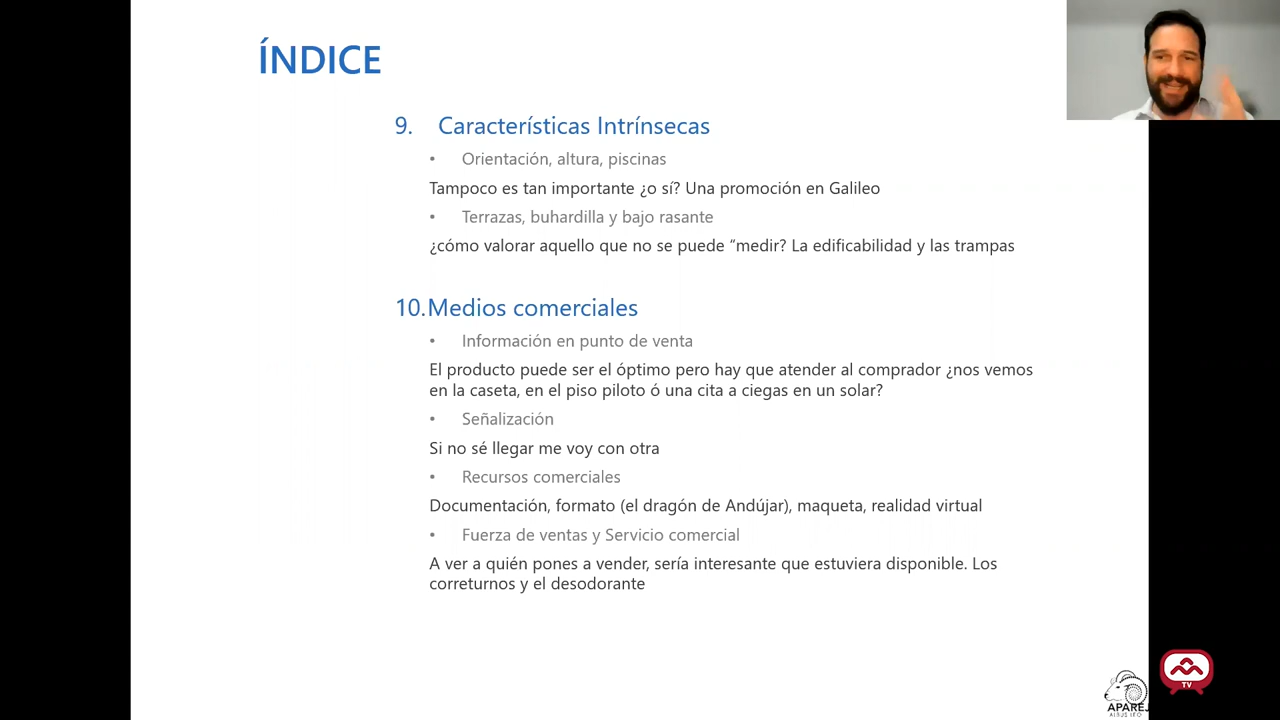 ÍNDICE
9. Características Intrínsecas
• Orientación, altura, piscinas
Tampoco es tan importante ¿o sí? Una promoción en Galileo
• Terrazas, buhardilla y bajo rasante
¿cómo valorar aquello que no se puede “medir? La edificabilidad y las trampas
10.Medios comerciales
• Información en punto de venta
El producto puede ser el óptimo pero hay que atender al comprador ¿nos vemos
en la caseta, en el piso piloto ó una cita a ciegas en un solar?
• Señalización
Si no sé llegar me voy con otra
• Recursos comerciales
Documentación, formato (el dragón de Andújar), maqueta, realidad virtual
• Fuerza de ventas y Servicio comercial
A ver a quién pones a vender, sería interesante que estuviera disponible. Los
correturnos y el desodorante
APAREJ
TV